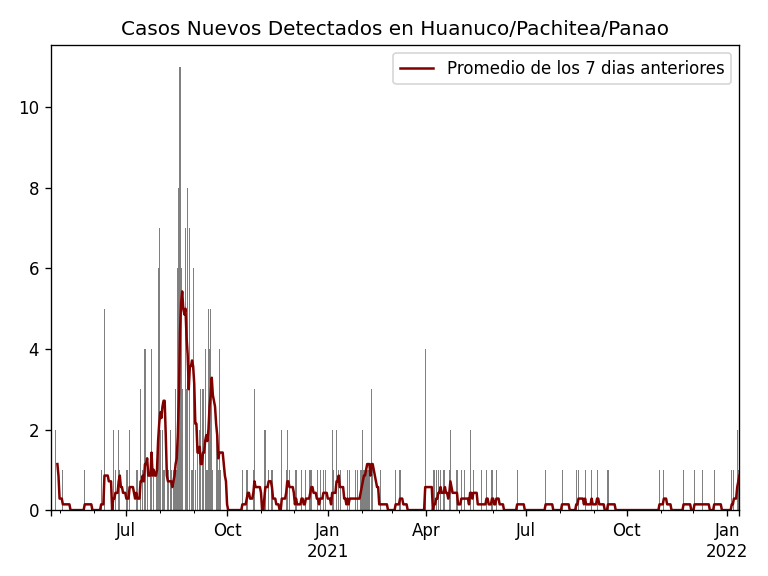 Casos Nuevos Detectados en Huanuco/Pachitea/Panao
Promedio de los 7 dias anteriores
10
8
6
4
2
0
Jul
Oct
Jan
2021
Apr
Jul
Oct
Jan
2022